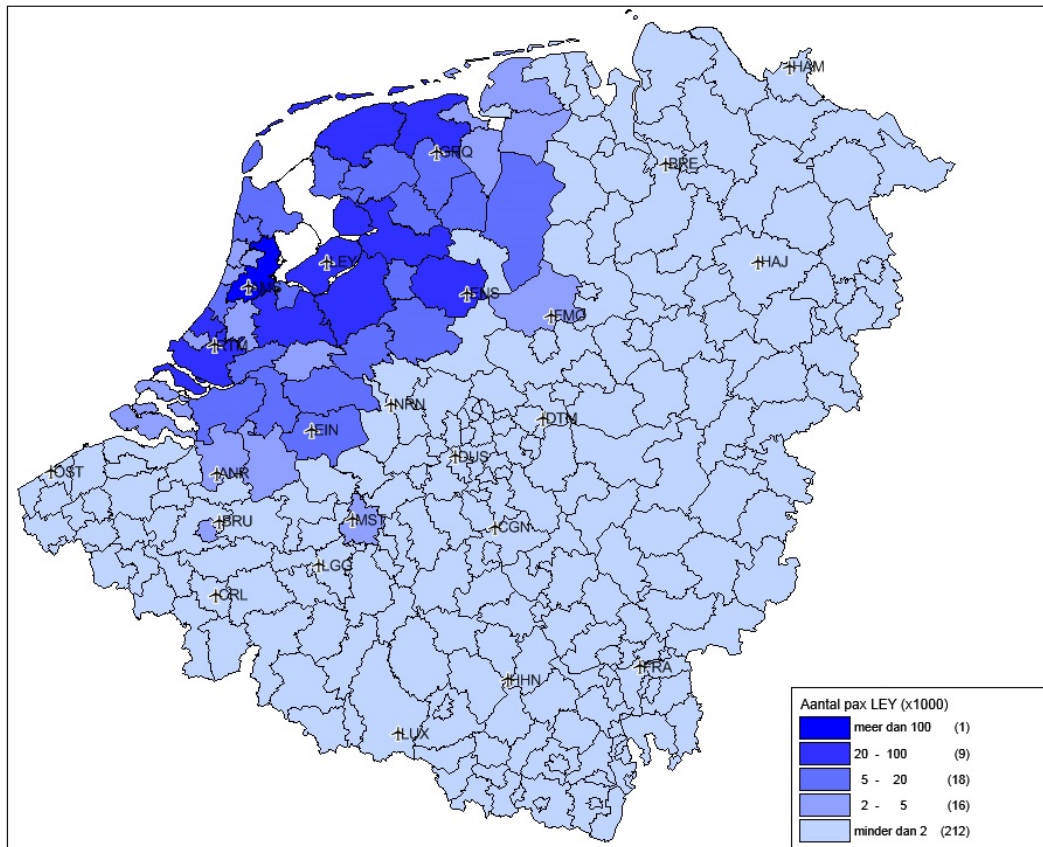 HAM
GRQ
BRE
LEY
HAJ
AMS
ENS
FMO
RTM
NRN
DTM
EIN
DUS
OST
ANR
BRU
MST
CGN
LGG
CRL
FRA
HHN
LUX
Aantal pax LEY (x1000)
meer dan 100 (1)
20 - 100 (9)
5 - 20 (18)
2 - 5 (16)
minder dan 2 (212)